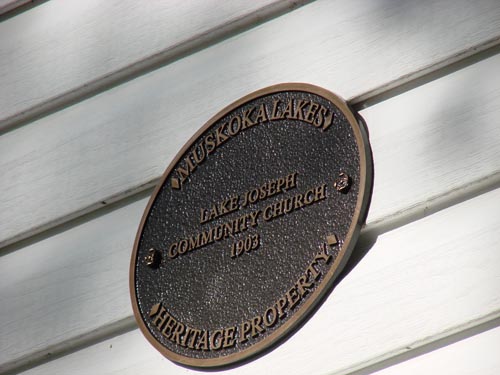 MUSKOKA LAKES
LAKE JOSEPH
COMMUNITY CHURCH
1903
HERITAGE PROPERTY